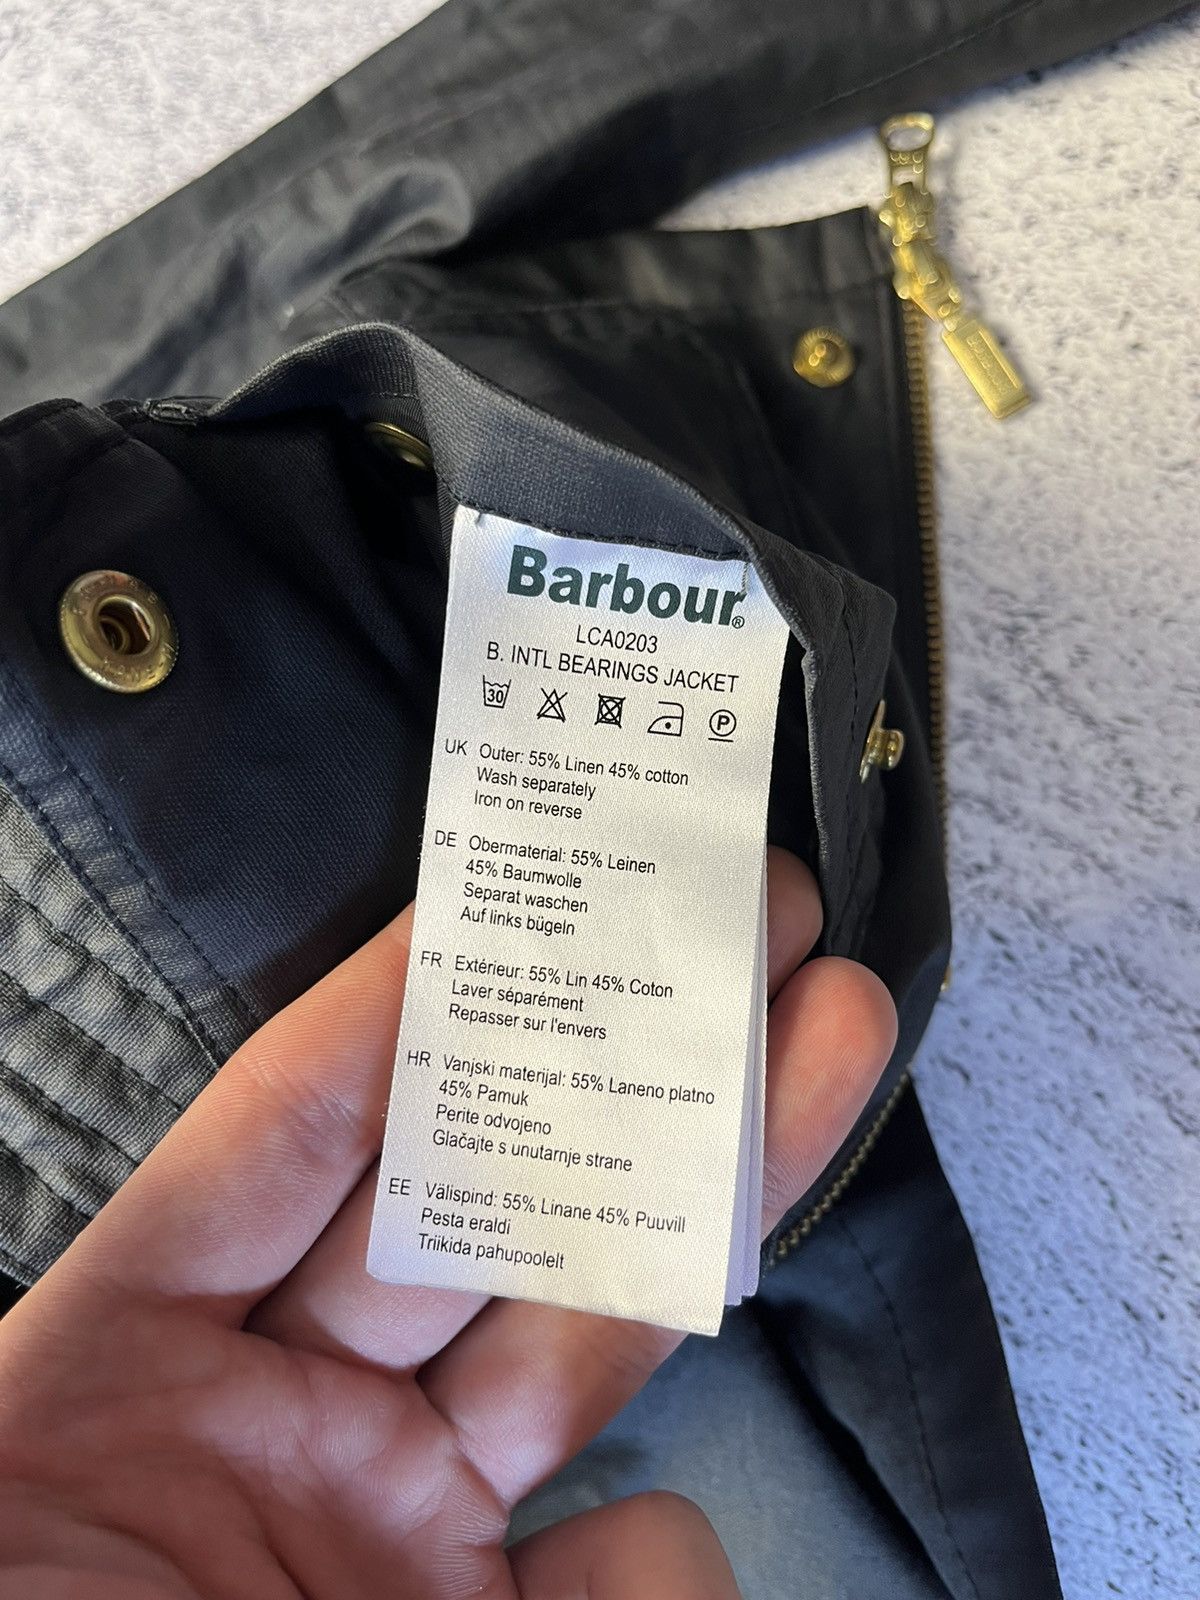 Barbour®
LCA0203
B. INTL BEARINGS JACKET
30 P
UK Outer: 55% Linen 45% cotton
Wash separately
Iron on reverse
DE Obermaterial: 55% Leinen
45% Baumwolle
Separat waschen
Auf links bügeln
FR Extérieur: 55% Lin 45% Coton
Laver séparément
Repasser sur l'envers
HR Vanjski materijal: 55% Laneno platno
45% Pamuk
Perite odvojeno
Glačajte s unutarnje strane
EE Välispind: 55% Linane 45% Puuvill
Pesta eraldi
Triikida pahupoolelt